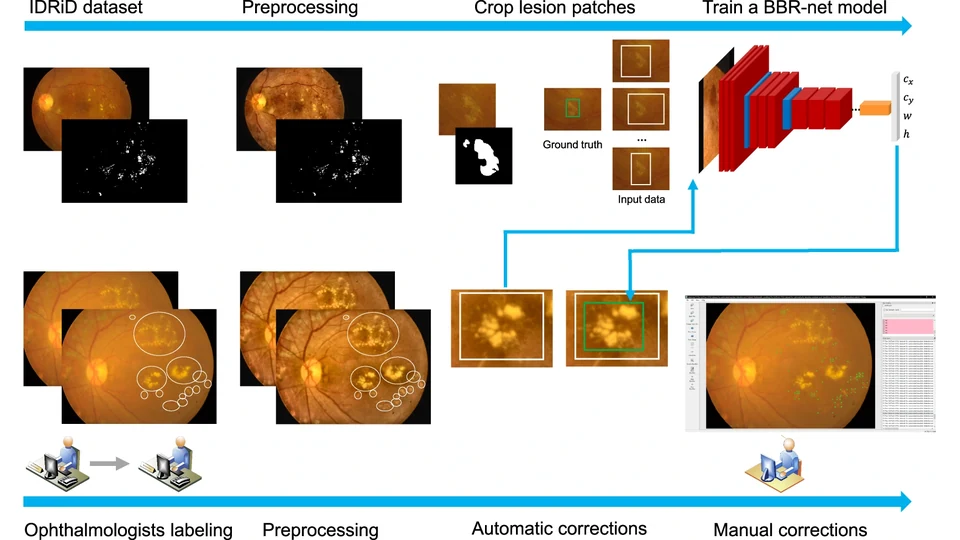 IDRiD dataset
Preprocessing
Crop lesion patches
Train a BBR-net model
Ground truth
...
Input data
...
c_x
c_y
w
h
Ophthalmologists labeling
Preprocessing
Automatic corrections
Manual corrections